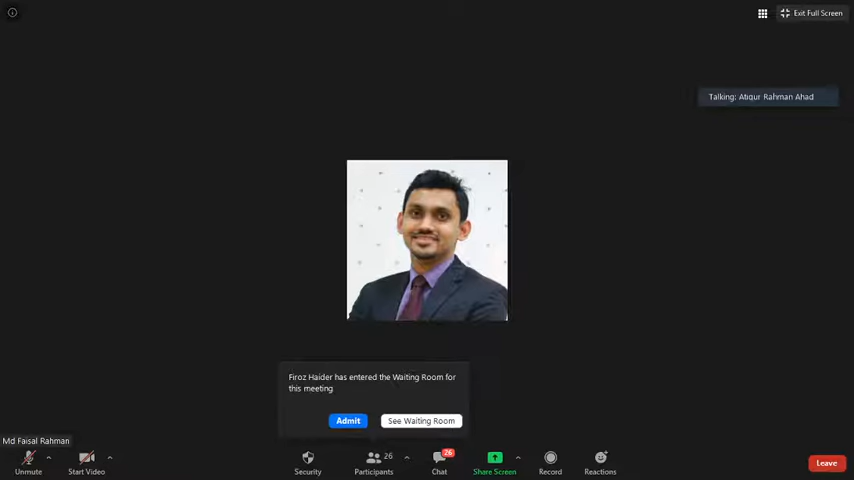 Exit Full Screen
Talking: Atiqur Rahman Ahad
Firoz Haider has entered the Waiting Room for
this meeting
Admit
See Waiting Room
Md Faisal Rahman
26
26
Unmute
Start Video
Security
Participants
Chat
Share Screen
Record
Reactions
Leave